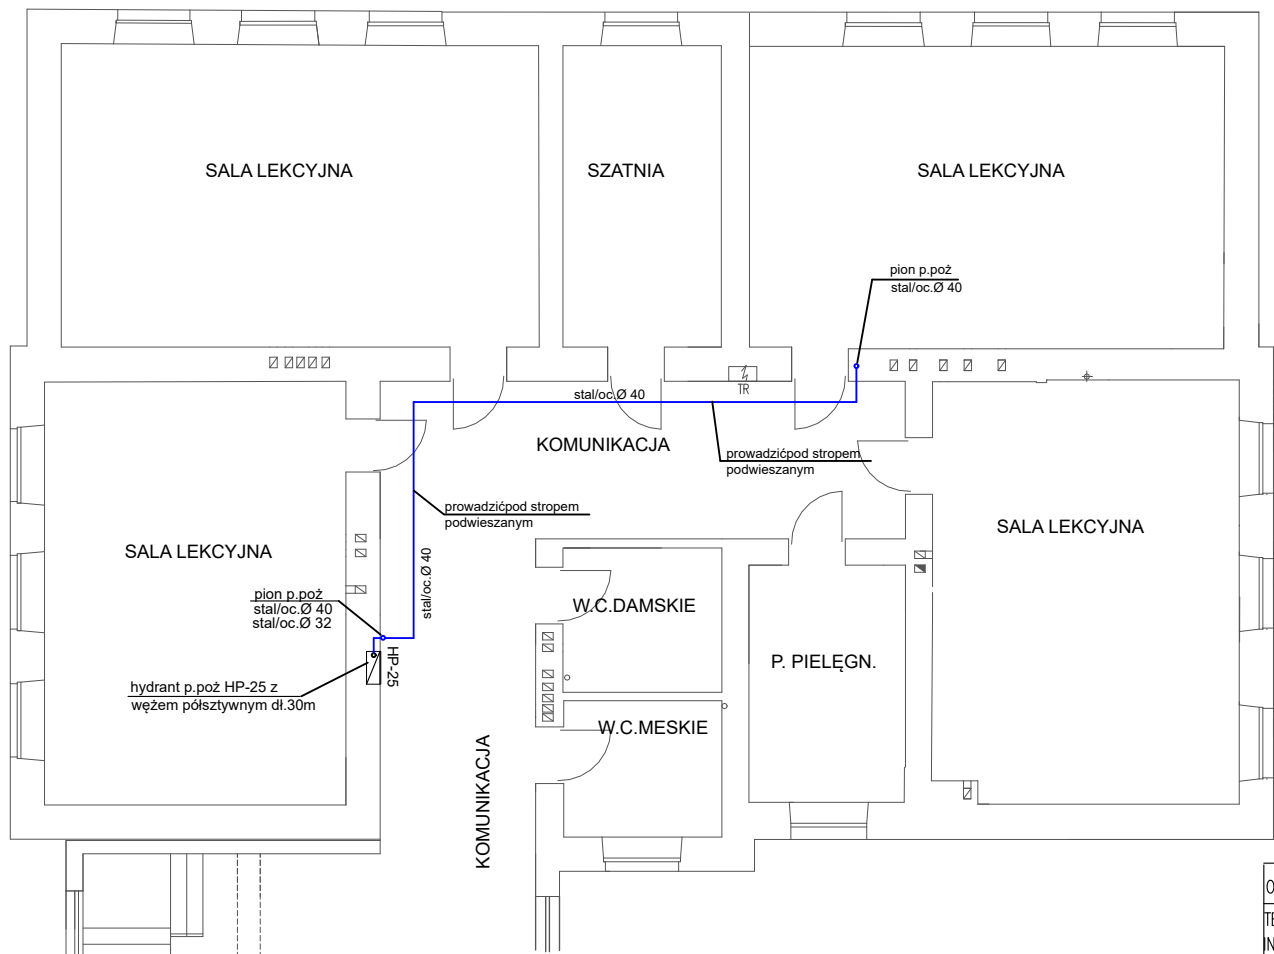 SALA LEKCYJNA
SZATNIA
SALA LEKCYJNA
pion p.poż
stal/oc.Ø 40
TR
stal/oc.Ø 40
KOMUNIKACJA
prowadzićpod stropem
podwieszanym
prowadzićpod stropem
podwieszanym
SALA LEKCYJNA
SALA LEKCYJNA
stal/oc.Ø 40
pion p.poż
stal/oc.Ø 40
stal/oc.Ø 32
W.C.DAMSKIE
P. PIELĘGN.
HP-25
hydrant p.poż HP-25 z
wężem półsztywnym dł.30m
W.C.MESKIE
KOMUNIKACJA